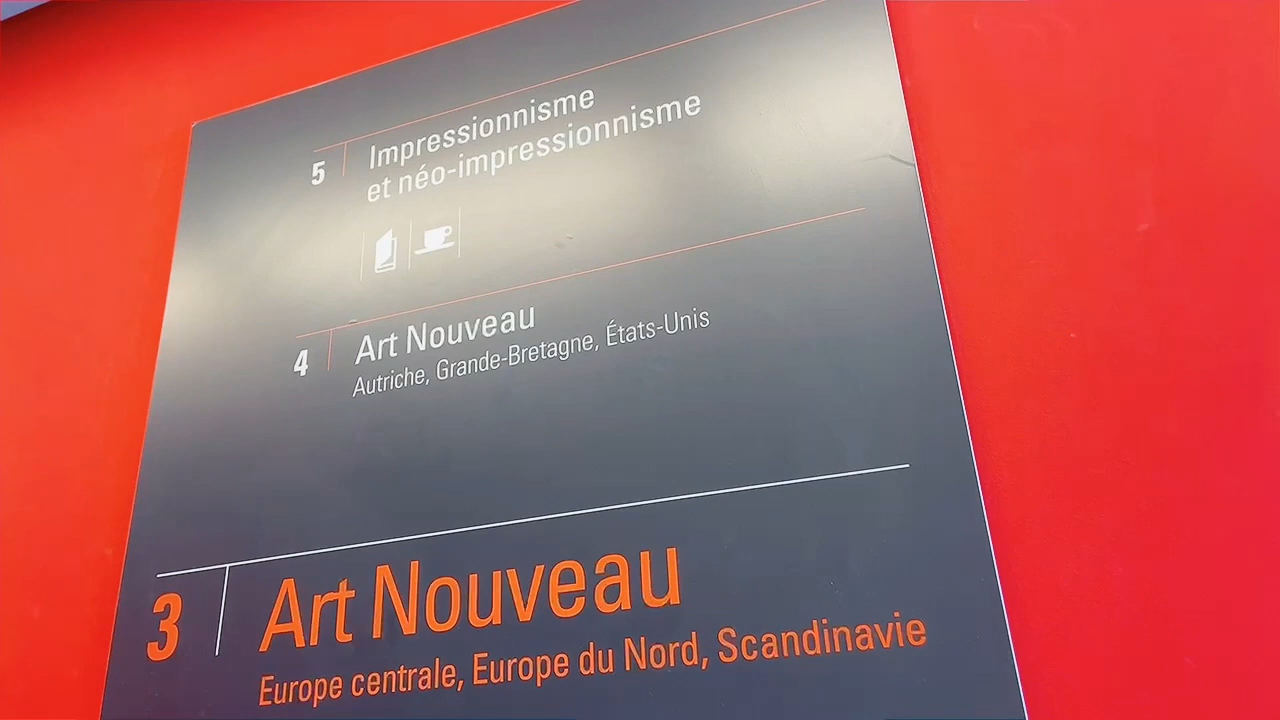 5 Impressionnisme
et néo-impressionnisme
4 Art Nouveau
Autriche, Grande-Bretagne, États-Unis
3 Art Nouveau
Europe centrale, Europe du Nord, Scandinavie